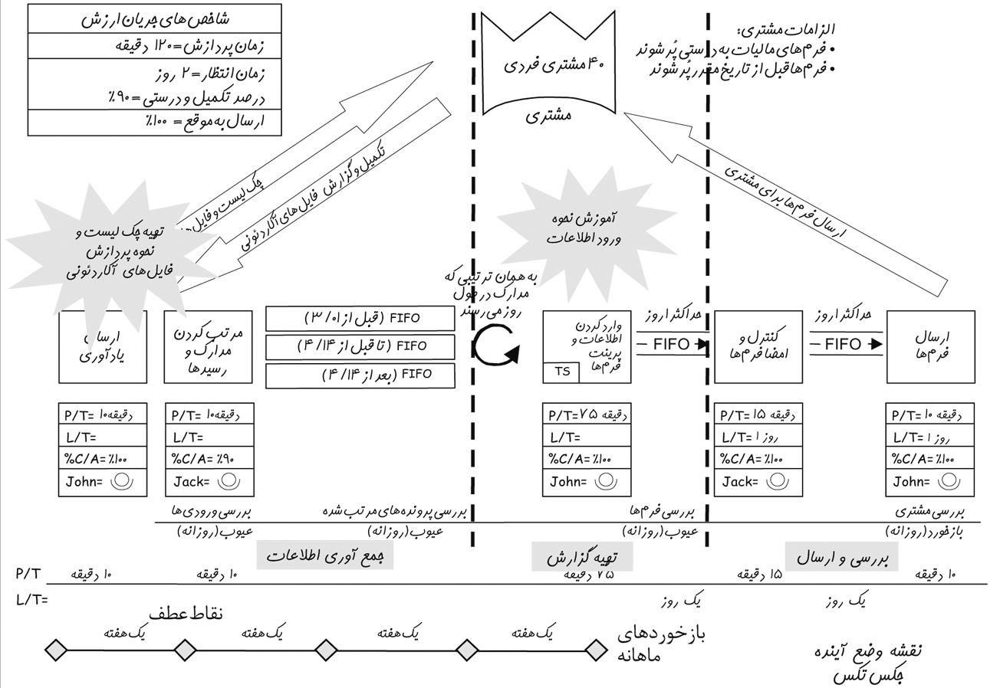 شاخص‌های جریان ارزش
زمان پردازش= ۱۲۰ دقیقه
زمان انتظار= ۲ روز
درصد تکمیل و درستی= ۹۰٪
ارسال به موقع= ۱۰۰٪
۴۰ مشتری فردی
مشتری
الزامات مشتری:
• فرم‌های مالیات به درستی پُر شوند
• فرم‌ها قبل از تاریخ مقرر پُر شوند
چک لیست و فایل‌ها
تکمیل و گزارش فایل‌های آکاردئونی
ارسال فرم‌ها برای مشتری
تهیه چک لیست و
نحوه پردازش
فایل‌های آکاردئونی
آموزش نحوه
ورود اطلاعات
به همان ترتیبی که
مدارک در طول
روز می‌رسند
ارسال
یادآوری
مرتب کردن
مدارک و
رسیدها
FIFO (قبل از ۳/۰۱)
FIFO (تا قبل از ۴/۱۴)
FIFO (بعد از ۴/۱۴)
وارد کردن
اطلاعات و
پرینت
فرم‌ها
TS
حداکثر ۱ روز
FIFO
کنترل و
امضا فرم‌ها
حداکثر ۱ روز
FIFO
ارسال
فرم‌ها
P/T= ۱۰ دقیقه
L/T=
%C/A= ٪۱۰۰
John=
P/T= ۱۰ دقیقه
L/T=
%C/A= ٪۹۰
Jack=
P/T= ۷۵ دقیقه
L/T=
%C/A= ٪۱۰۰
John=
P/T= ۱۵ دقیقه
L/T= ۱ روز
%C/A= ٪۱۰۰
Jack=
P/T= ۱۰ دقیقه
L/T= ۱ روز
%C/A= ٪۱۰۰
John=
بررسی ورودی‌ها
عیوب (روزانه)
بررسی پرونده‌های مرتب شده
عیوب (روزانه)
بررسی فرم‌ها
عیوب (روزانه)
بررسی مشتری
بازخورد (روزانه)
جمع آوری اطلاعات
تهیه گزارش
بررسی و ارسال
P/T
۱۰ دقیقه
۱۰ دقیقه
۷۵ دقیقه
۱۵ دقیقه
۱۰ دقیقه
L/T=
یک روز
یک روز
نقاط عطف
یک هفته
یک هفته
یک هفته
یک هفته
بازخوردهای
ماهانه
نقشه وضع آینده
جکس تکس